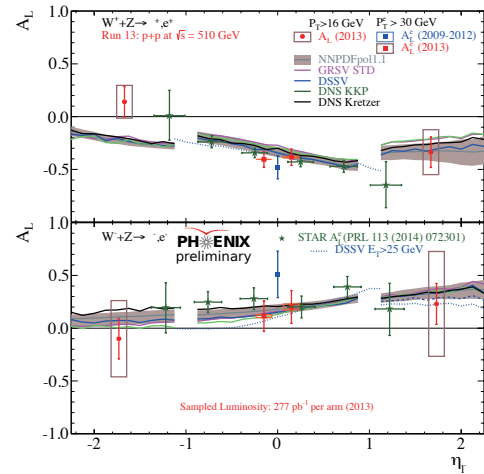 A_L
W⁺+Z→ ⁺,e⁺
Run 13: p+p at √s = 510 GeV
P_T>16 GeV
P_T^e>30 GeV
A_L (2013)
A_L^e (2009-2012)
A_L^e (2013)
NNPDFpol1.1
GRSV STD
DSSV
DNS KKP
DNS Kretzer
0.5
0.0
-0.5
-1.0
A_L
W⁻+Z→ ⁻,e⁻
PHENIX
preliminary
STAR A_L^e (PRL 113 (2014) 072301)
DSSV E_T>25 GeV
0.5
0.0
-0.5
-1.0
Sampled Luminosity: 277 pb⁻¹ per arm (2013)
-2 -1 0 1 2